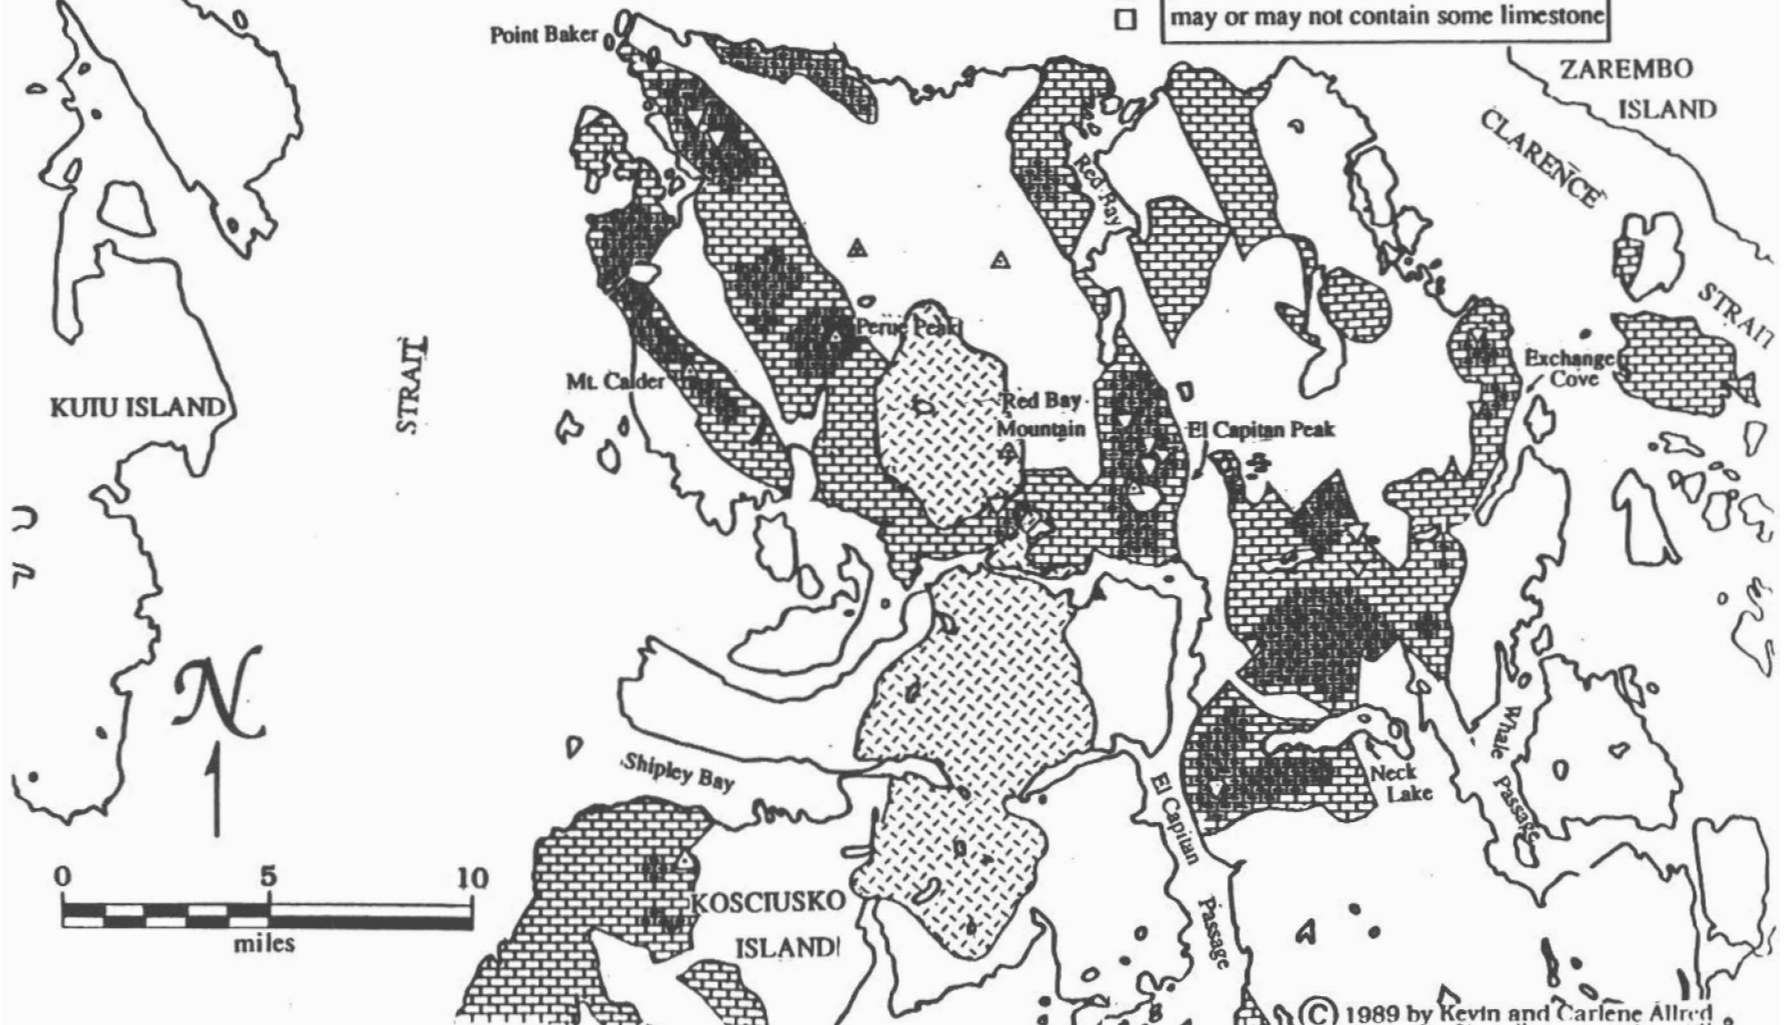 may or may not contain some limestone
Point Baker
ZAREMBO
ISLAND
CLARENCE
STRAIT
Red Bay
Perue Peak
Exchange
Cove
STRAIT
Mt. Calder
KUIU ISLAND
Red Bay
Mountain
El Capitan Peak
N
Whale
Passage
Shipley Bay
Neck
Lake
El Capitan
Passage
0 5 10
miles
KOSCIUSKO
ISLAND
© 1989 by Kevin and Carlene Allred